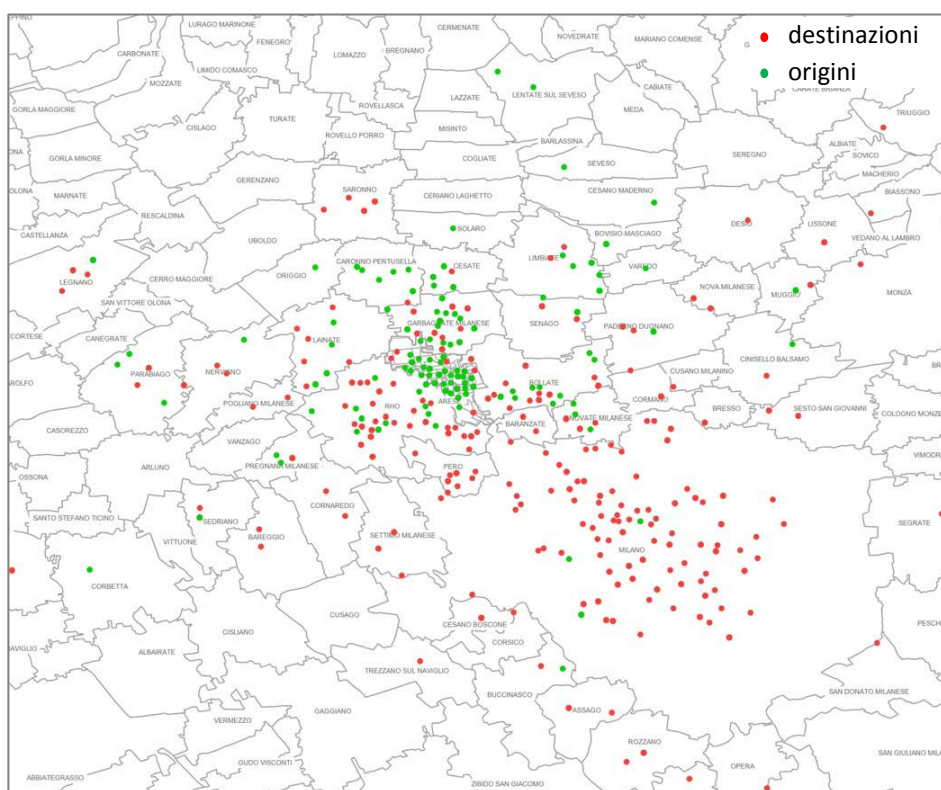 LURAGO MARINONE
CERMENATE
NOVEDRATE
FENEGRO
BREGNANO
MARIANO COMENSE
destinazioni
CARBONATE
LOMAZZO
LIMIDO COMASCO
origini
MOZZATE
CABIATE
LAZZATE
LENTATE SUL SEVESO
GORLA MAGGIORE
ROVELLASCA
MEDA
TRIUGGIO
TURATE
CISLAGO
MISINTO
ROVELLO PORRO
BARLASSINA
ALBIATE
SEREGNO
SOVICO
GORLA MINORE
COGLIATE
SEVESO
MACHERIO
GERENZANO
SARONNO
CESANO MADERNO
BIASSONO
MARNATE
CERIANO LAGHETTO
RESCALDINA
DESIO
LISSONE
CASTELLANZA
SOLARO
UBOLDO
BOVISIO-MASCIAGO
VEDANO AL LAMBRO
CARONNO PERTUSELLA
LIMBIATE
CESATE
VAREDO
ORIGGIO
CERRO MAGGIORE
LEGNANO
NOVA MILANESE
MUGGIO'
MONZA
SAN VITTORE OLONA
GARBAGNATE MILANESE
SENAGO
PADERNO DUGNANO
CANEGRATE
LAINATE
CINISELLO BALSAMO
PARABIAGO
NERVIANO
CUSANO MILANINO
BOLLATE
CORMANO
POGLIANO MILANESE
RHO
ARESE
BRESSO
SESTO SAN GIOVANNI
COLOGNO MONZESE
CASOREZZO
BARANZATE
NOVATE MILANESE
VANZAGO
ARLUNO
PREGNANA MILANESE
PERO
OSSONA
CORNAREDO
SANTO STEFANO TICINO
SEDRIANO
SEGRATE
BAREGGIO
SETTIMO MILANESE
VITTUONE
MILANO
CORBETTA
CUSAGO
CESANO BOSCONE
CISLIANO
CORSICO
ALBAIRATE
TREZZANO SUL NAVIGLIO
BUCCINASCO
SAN DONATO MILANESE
ASSAGO
GAGGIANO
VERMEZZO
ROZZANO
GUDO VISCONTI
OPERA
ABBIATEGRASSO
ZIBIDO SAN GIACOMO